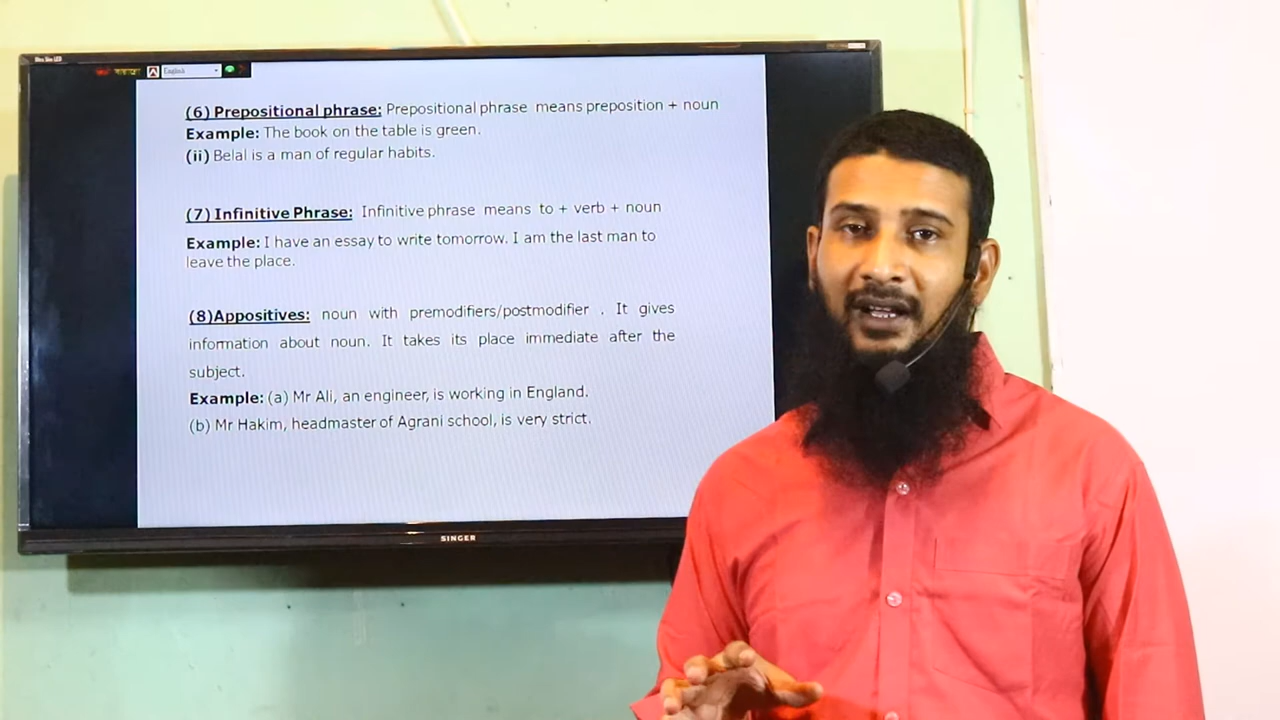 English
(6) Prepositional phrase: Prepositional phrase means preposition + noun
Example: The book on the table is green.
(ii) Belal is a man of regular habits.
(7) Infinitive Phrase: Infinitive phrase means to + verb + noun
Example: I have an essay to write tomorrow. I am the last man to
leave the place.
(8)Appositives: noun with premodifiers/postmodifier . It gives
information about noun. It takes its place immediate after the
subject.
Example: (a) Mr Ali, an engineer, is working in England.
(b) Mr Hakim, headmaster of Agrani school, is very strict.
SINGER